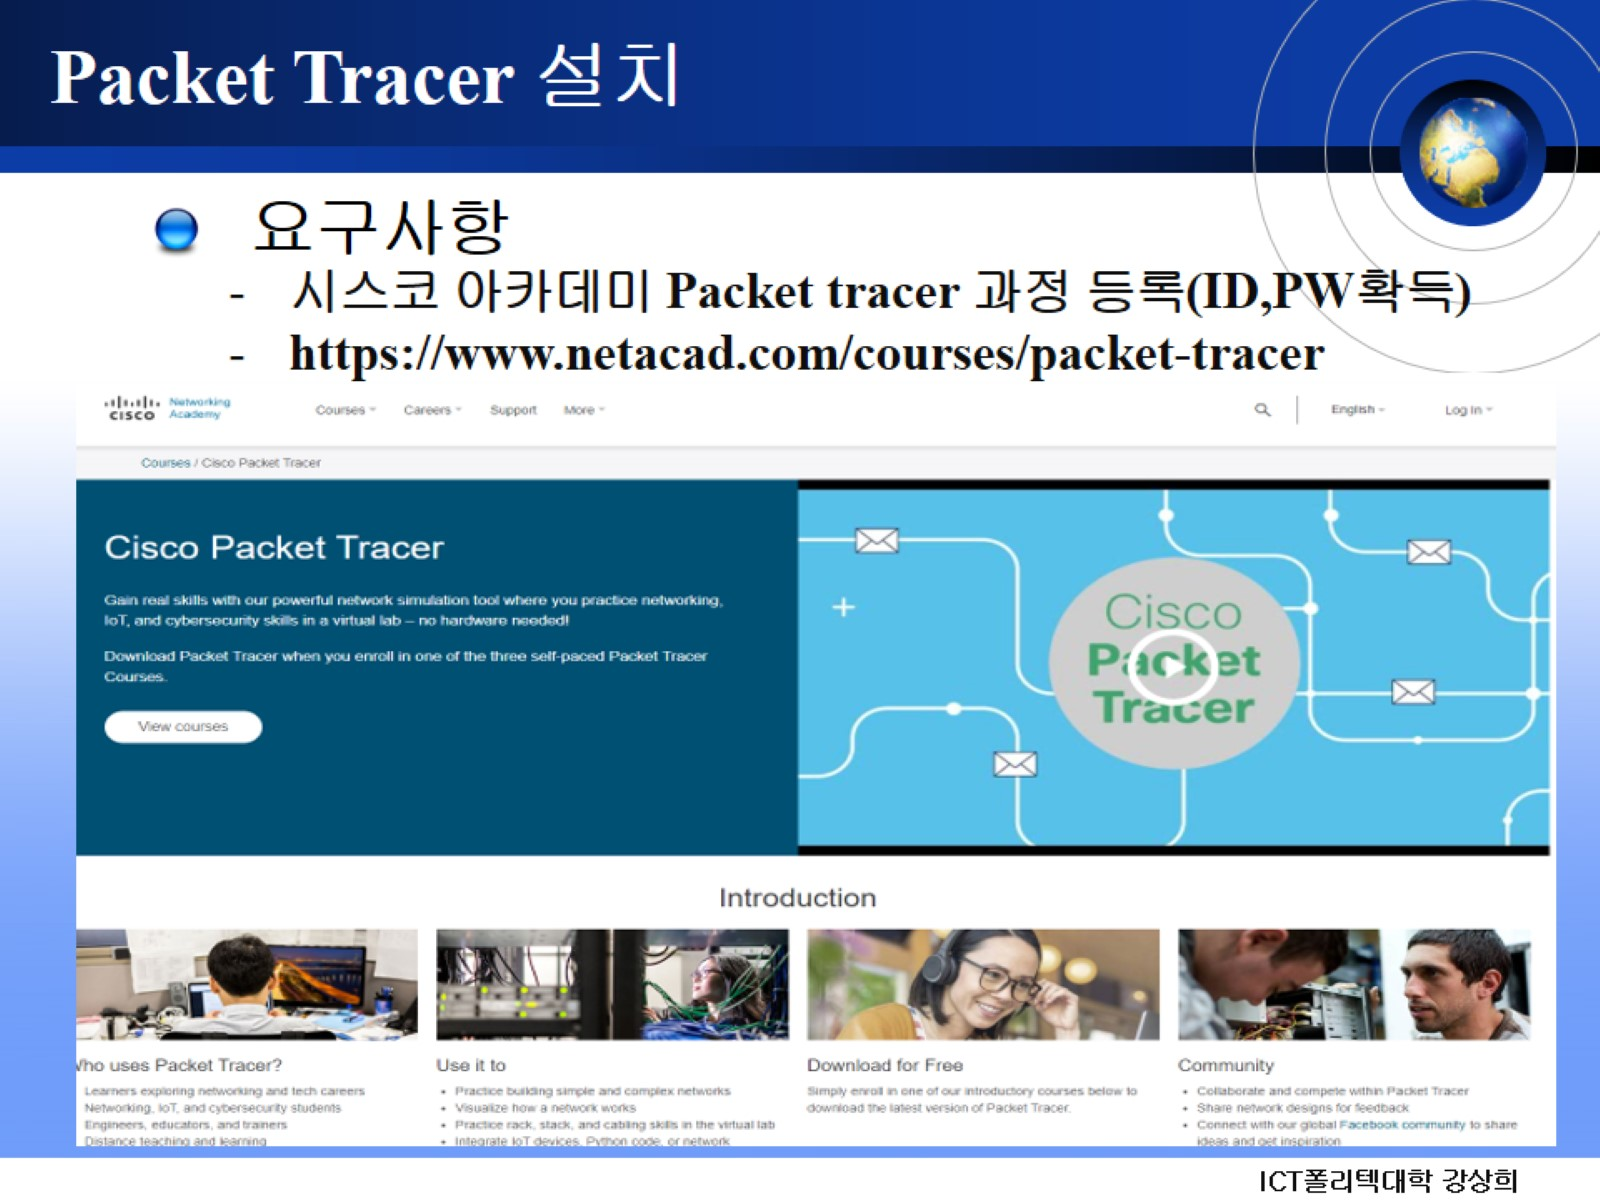 Packet Tracer 설치
요구사항
- 시스코 아카데미 Packet tracer 과정 등록(ID,PW확득)
- https://www.netacad.com/courses/packet-tracer
CISCO Networking Academy
Courses Careers Support More English Log In
Courses / Cisco Packet Tracer
Cisco Packet Tracer
Gain real skills with our powerful network simulation tool where you practice networking,
IoT, and cybersecurity skills in a virtual lab – no hardware needed!
Download Packet Tracer when you enroll in one of the three self-paced Packet Tracer
Courses.
View courses
Cisco
Packet
Tracer
Introduction
Who uses Packet Tracer?
Learners exploring networking and tech careers
Networking, IoT, and cybersecurity students
Engineers, educators, and trainers
Distance teaching and learning
Use it to
• Practice building simple and complex networks
• Visualize how a network works
• Practice rack, stack, and cabling skills in the virtual lab
• Integrate IoT devices, Python code, or network
Download for Free
Simply enroll in one of our introductory courses below to
download the latest version of Packet Tracer.
Community
• Collaborate and compete within Packet Tracer
• Share network designs for feedback
• Connect with our global Facebook community to share
ideas and get inspiration
ICT폴리텍대학 강상희